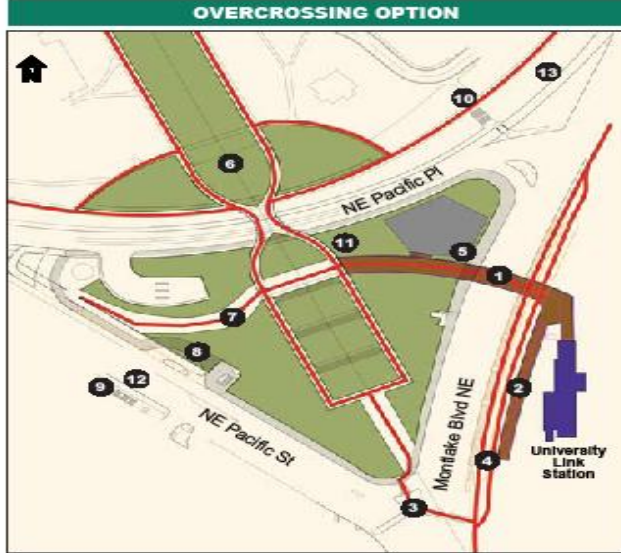 OVERCROSSING OPTION
N
13
10
6
NE Pacific Pl
11
5
1
7
8
2
9
12
NE Pacific St
Montlake Blvd NE
4
University
Link
Station
3